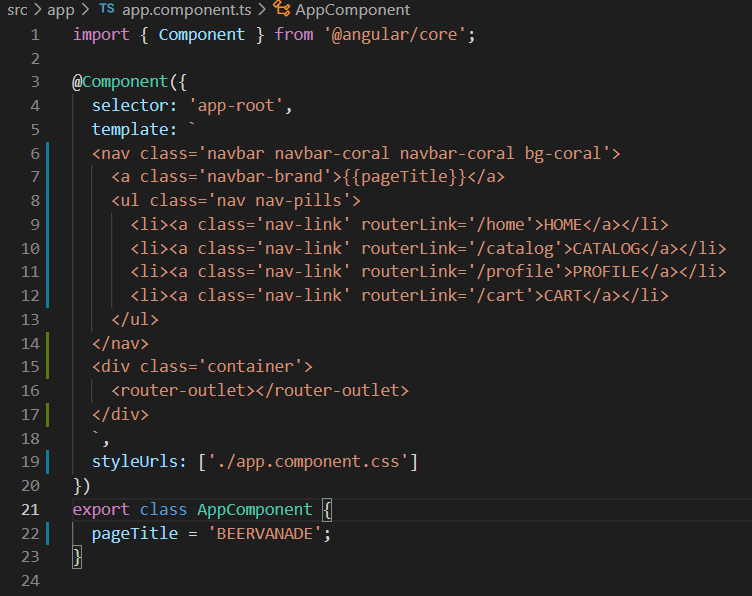 src > app > TS app.component.ts > AppComponent
1 import { Component } from '@angular/core';
2
3 @Component({
4   selector: 'app-root',
5   template: `
6   <nav class='navbar navbar-coral navbar-coral bg-coral'>
7     <a class='navbar-brand'>{{pageTitle}}</a>
8     <ul class='nav nav-pills'>
9       <li><a class='nav-link' routerLink='/home'>HOME</a></li>
10       <li><a class='nav-link' routerLink='/catalog'>CATALOG</a></li>
11       <li><a class='nav-link' routerLink='/profile'>PROFILE</a></li>
12       <li><a class='nav-link' routerLink='/cart'>CART</a></li>
13     </ul>
14   </nav>
15   <div class='container'>
16     <router-outlet></router-outlet>
17   </div>
18   `,
19   styleUrls: ['./app.component.css']
20 })
21 export class AppComponent {
22   pageTitle = 'BEERVANADE';
23 }
24